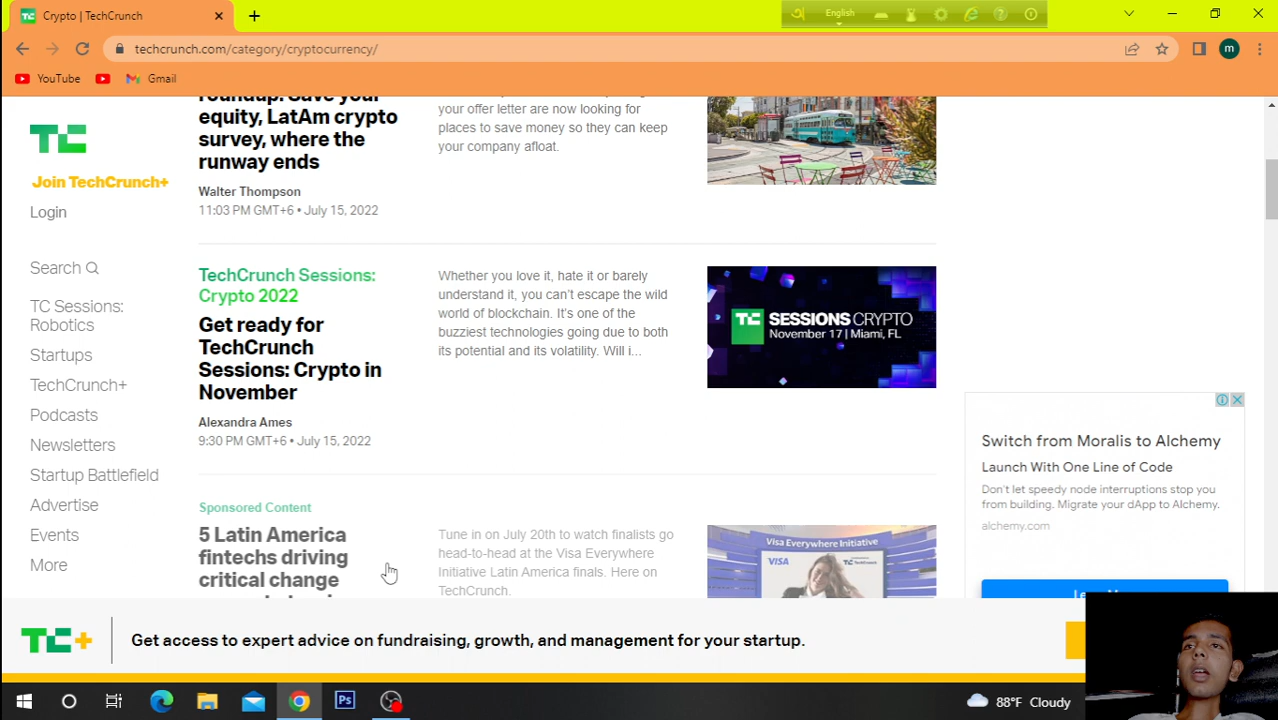 Crypto | TechCrunch
English
techcrunch.com/category/cryptocurrency/
m
YouTube
Gmail
TC
Join TechCrunch+
Login
Search
TC Sessions:
Robotics
Startups
TechCrunch+
Podcasts
Newsletters
Startup Battlefield
Advertise
Events
More
roundup: Save your
equity, LatAm crypto
survey, where the
runway ends
Walter Thompson
11:03 PM GMT+6 • July 15, 2022
your offer letter are now looking for
places to save money so they can keep
your company afloat.
TechCrunch Sessions:
Crypto 2022
Get ready for
TechCrunch
Sessions: Crypto in
November
Alexandra Ames
9:30 PM GMT+6 • July 15, 2022
Whether you love it, hate it or barely
understand it, you can't escape the wild
world of blockchain. It's one of the
buzziest technologies going due to both
its potential and its volatility. Will i...
TC SESSIONS CRYPTO
November 17 | Miami, FL
Sponsored Content
5 Latin America
fintechs driving
critical change
Tune in on July 20th to watch finalists go
head-to-head at the Visa Everywhere
Initiative Latin America finals. Here on
TechCrunch.
Visa Everywhere Initiative
VISA
Switch from Moralis to Alchemy
Launch With One Line of Code
Don't let speedy node interruptions stop you
from building. Migrate your dApp to Alchemy.
alchemy.com
TC+
Get access to expert advice on fundraising, growth, and management for your startup.
Ps
88°F Cloudy